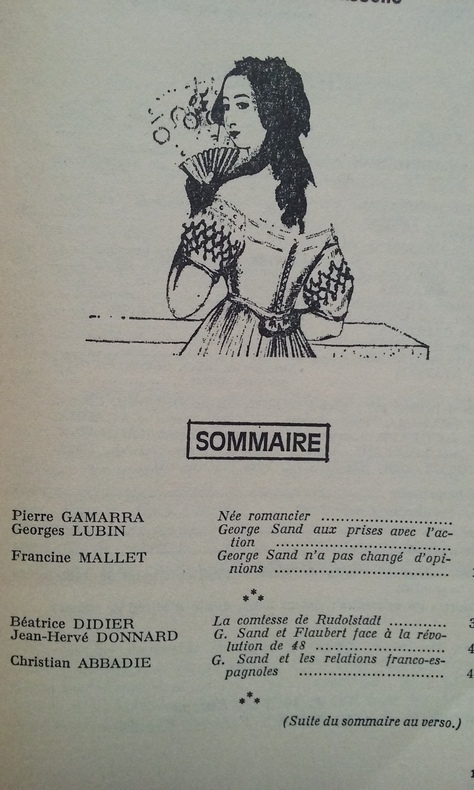 SOMMAIRE
Pierre GAMARRA Née romancier ......................
Georges LUBIN George Sand aux prises avec l'ac-
tion ..............................
Francine MALLET George Sand n'a pas changé d'opi-
nions ..............................
Béatrice DIDIER La comtesse de Rudolstadt ..........
Jean-Hervé DONNARD G. Sand et Flaubert face à la révo-
lution de 48 ......................
Christian ABBADIE G. Sand et les relations franco-es-
pagnoles ..........................
(Suite du sommaire au verso.)